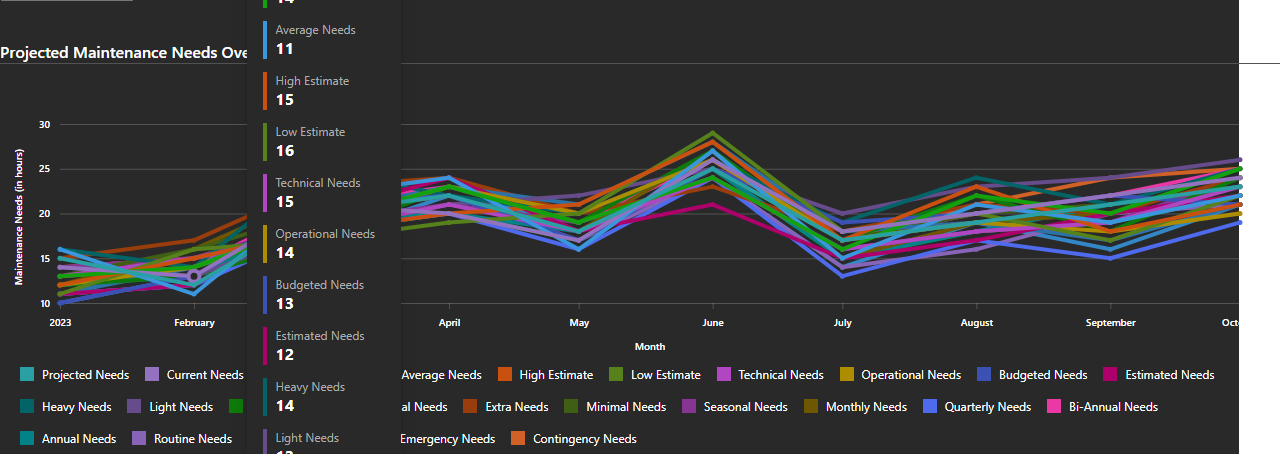 14
Average Needs
11
High Estimate
15
Low Estimate
16
Technical Needs
15
Operational Needs
14
Budgeted Needs
13
Estimated Needs
12
Heavy Needs
14
Light Needs
Projected Maintenance Needs Ove
Maintenance Needs (in hours)
30
25
20
15
10
2023 February April May June July August September Octo
Month
Projected Needs Current Needs Average Needs High Estimate Low Estimate Technical Needs Operational Needs Budgeted Needs Estimated Needs
Heavy Needs Light Needs al Needs Extra Needs Minimal Needs Seasonal Needs Monthly Needs Quarterly Needs Bi-Annual Needs
Annual Needs Routine Needs Emergency Needs Contingency Needs